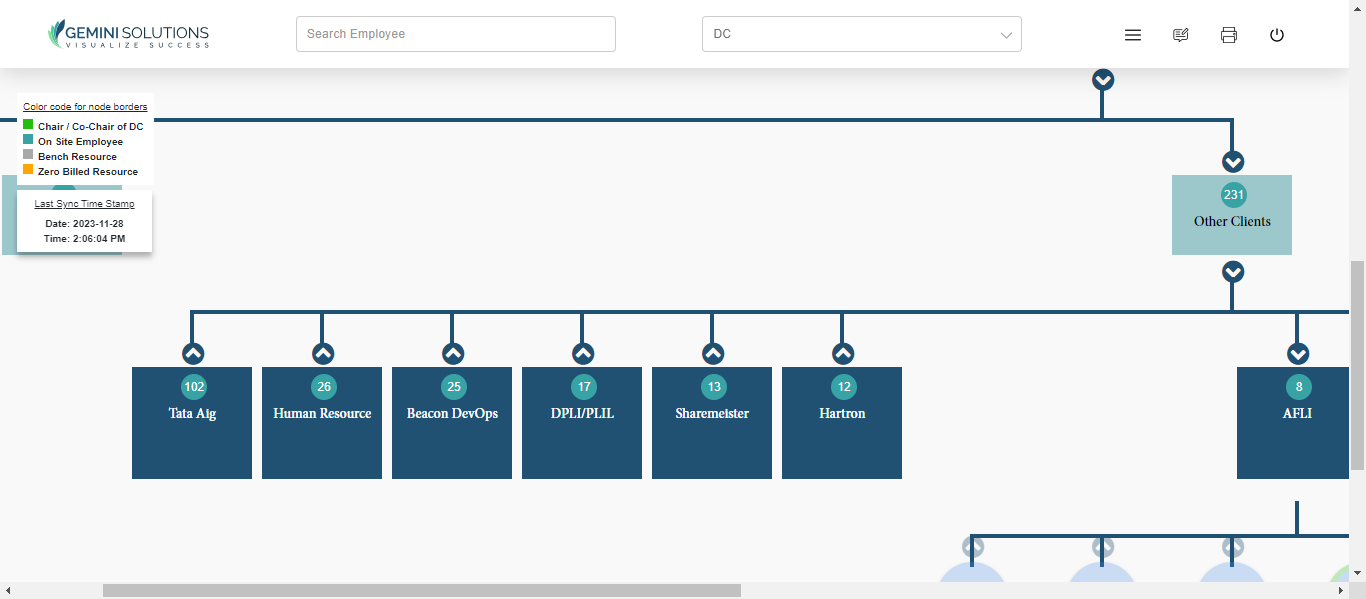 GEMINI SOLUTIONS
VISUALIZE SUCCESS
Search Employee
DC
Color code for node borders
Chair / Co-Chair of DC
On Site Employee
Bench Resource
Zero Billed Resource
Last Sync Time Stamp
Date: 2023-11-28
Time: 2:06:04 PM
231
Other Clients
102
Tata Aig
26
Human Resource
25
Beacon DevOps
17
DPLI/PLIL
13
Sharemeister
12
Hartron
8
AFLI